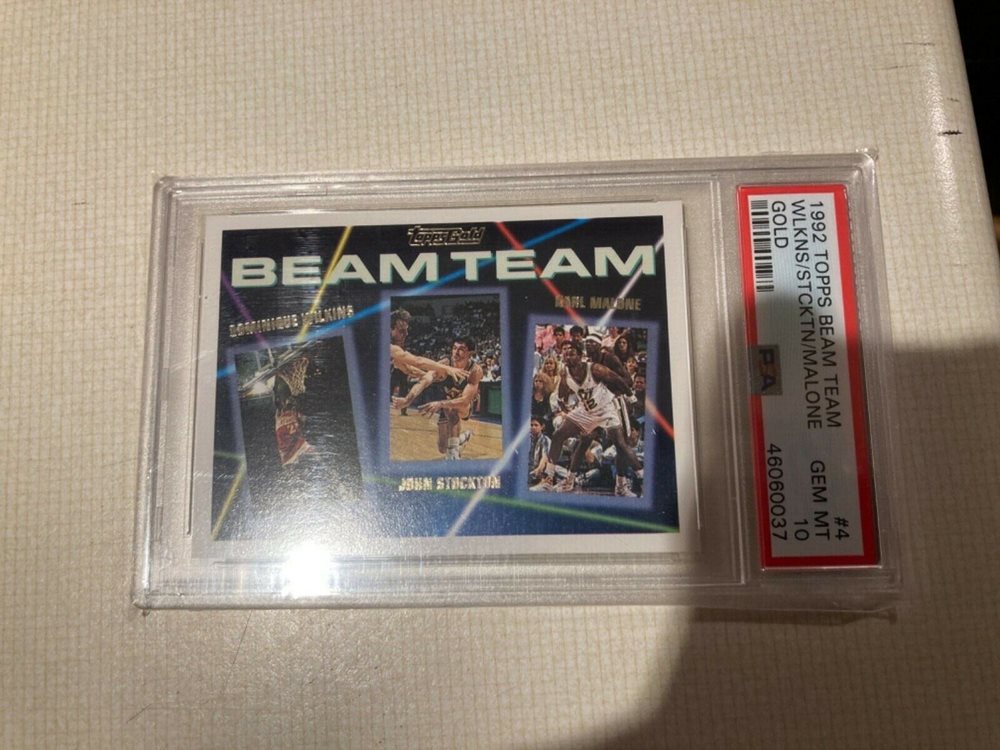 Topps Gold
BEAM TEAM
DOMINIQUE WILKINS
KARL MALONE
JOHN STOCKTON
1992 TOPPS BEAM TEAM #4
WLKNS/STCKTN/MALONE GEM MT
GOLD 10
PSA
46060037